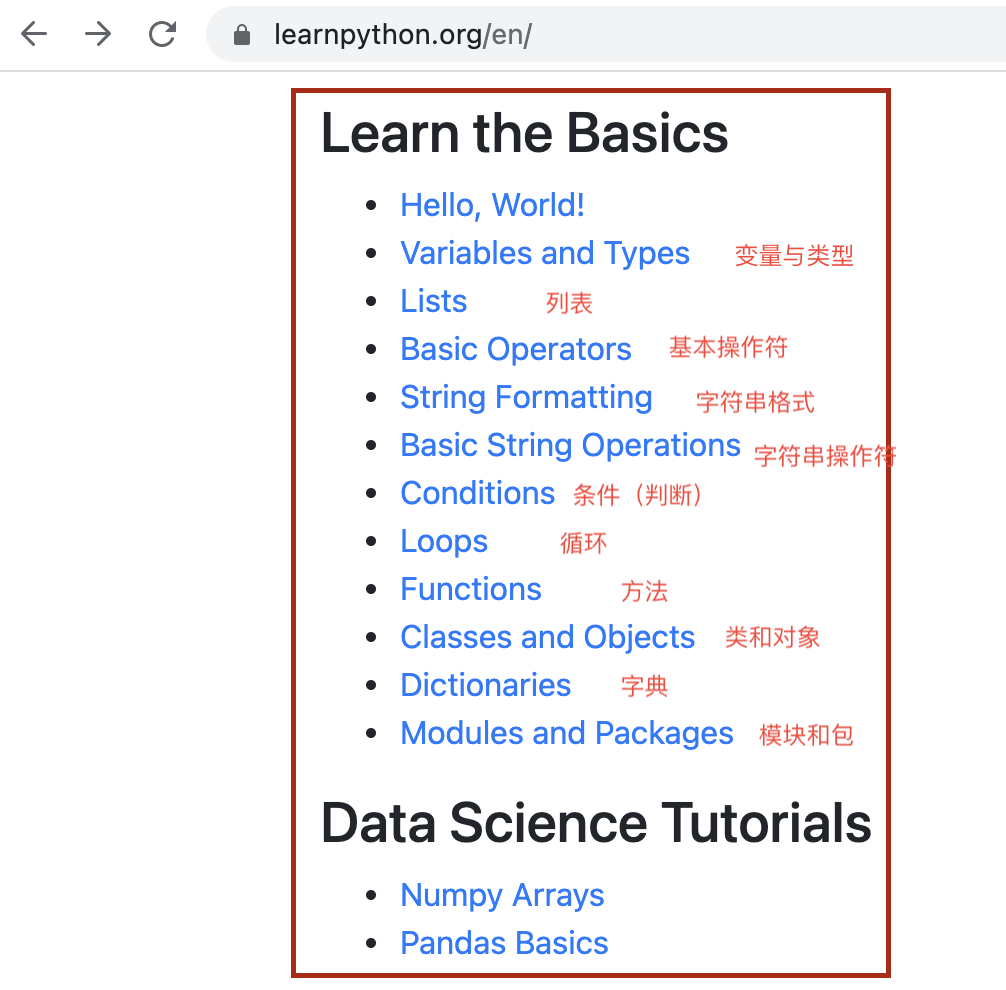 learnpython.org/en/
Learn the Basics
Hello, World!
Variables and Types 变量与类型
Lists 列表
Basic Operators 基本操作符
String Formatting 字符串格式
Basic String Operations 字符串操作符
Conditions 条件（判断）
Loops 循环
Functions 方法
Classes and Objects 类和对象
Dictionaries 字典
Modules and Packages 模块和包
Data Science Tutorials
Numpy Arrays
Pandas Basics